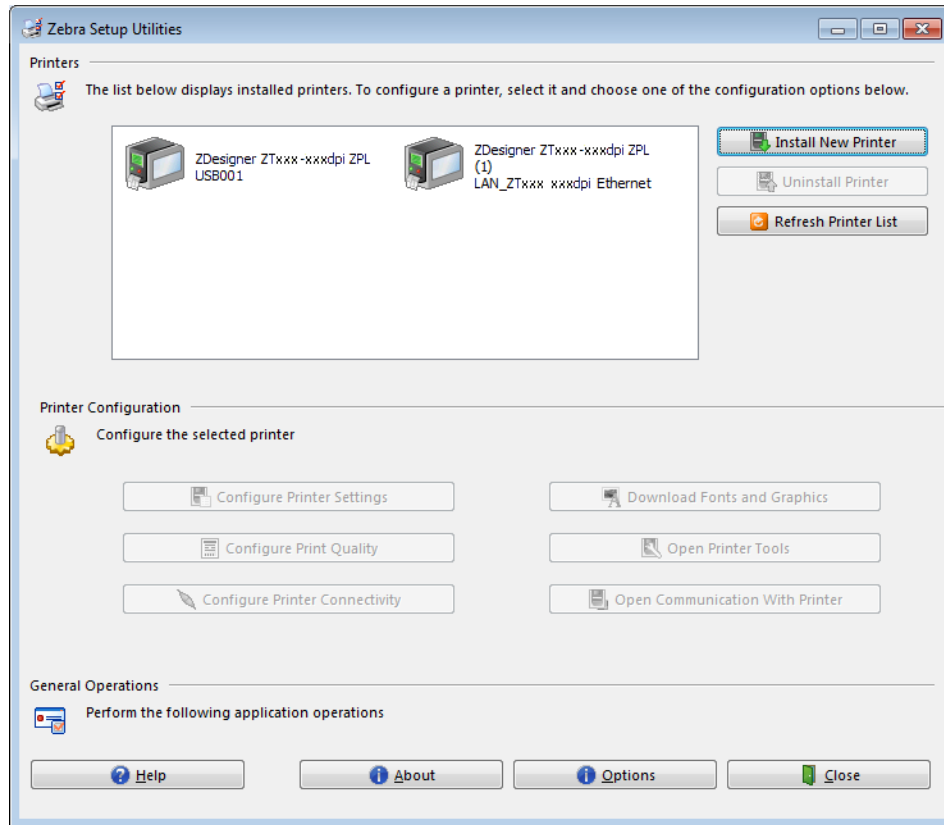 Zebra Setup Utilities
Printers
The list below displays installed printers. To configure a printer, select it and choose one of the configuration options below.
ZDesigner ZTxxx-xxxdpi ZPL
USB001
ZDesigner ZTxxx-xxxdpi ZPL
(1)
LAN_ZTxxx xxxdpi Ethernet
Install New Printer
Uninstall Printer
Refresh Printer List
Printer Configuration
Configure the selected printer
Configure Printer Settings
Download Fonts and Graphics
Configure Print Quality
Open Printer Tools
Configure Printer Connectivity
Open Communication With Printer
General Operations
Perform the following application operations
Help
About
Options
Close